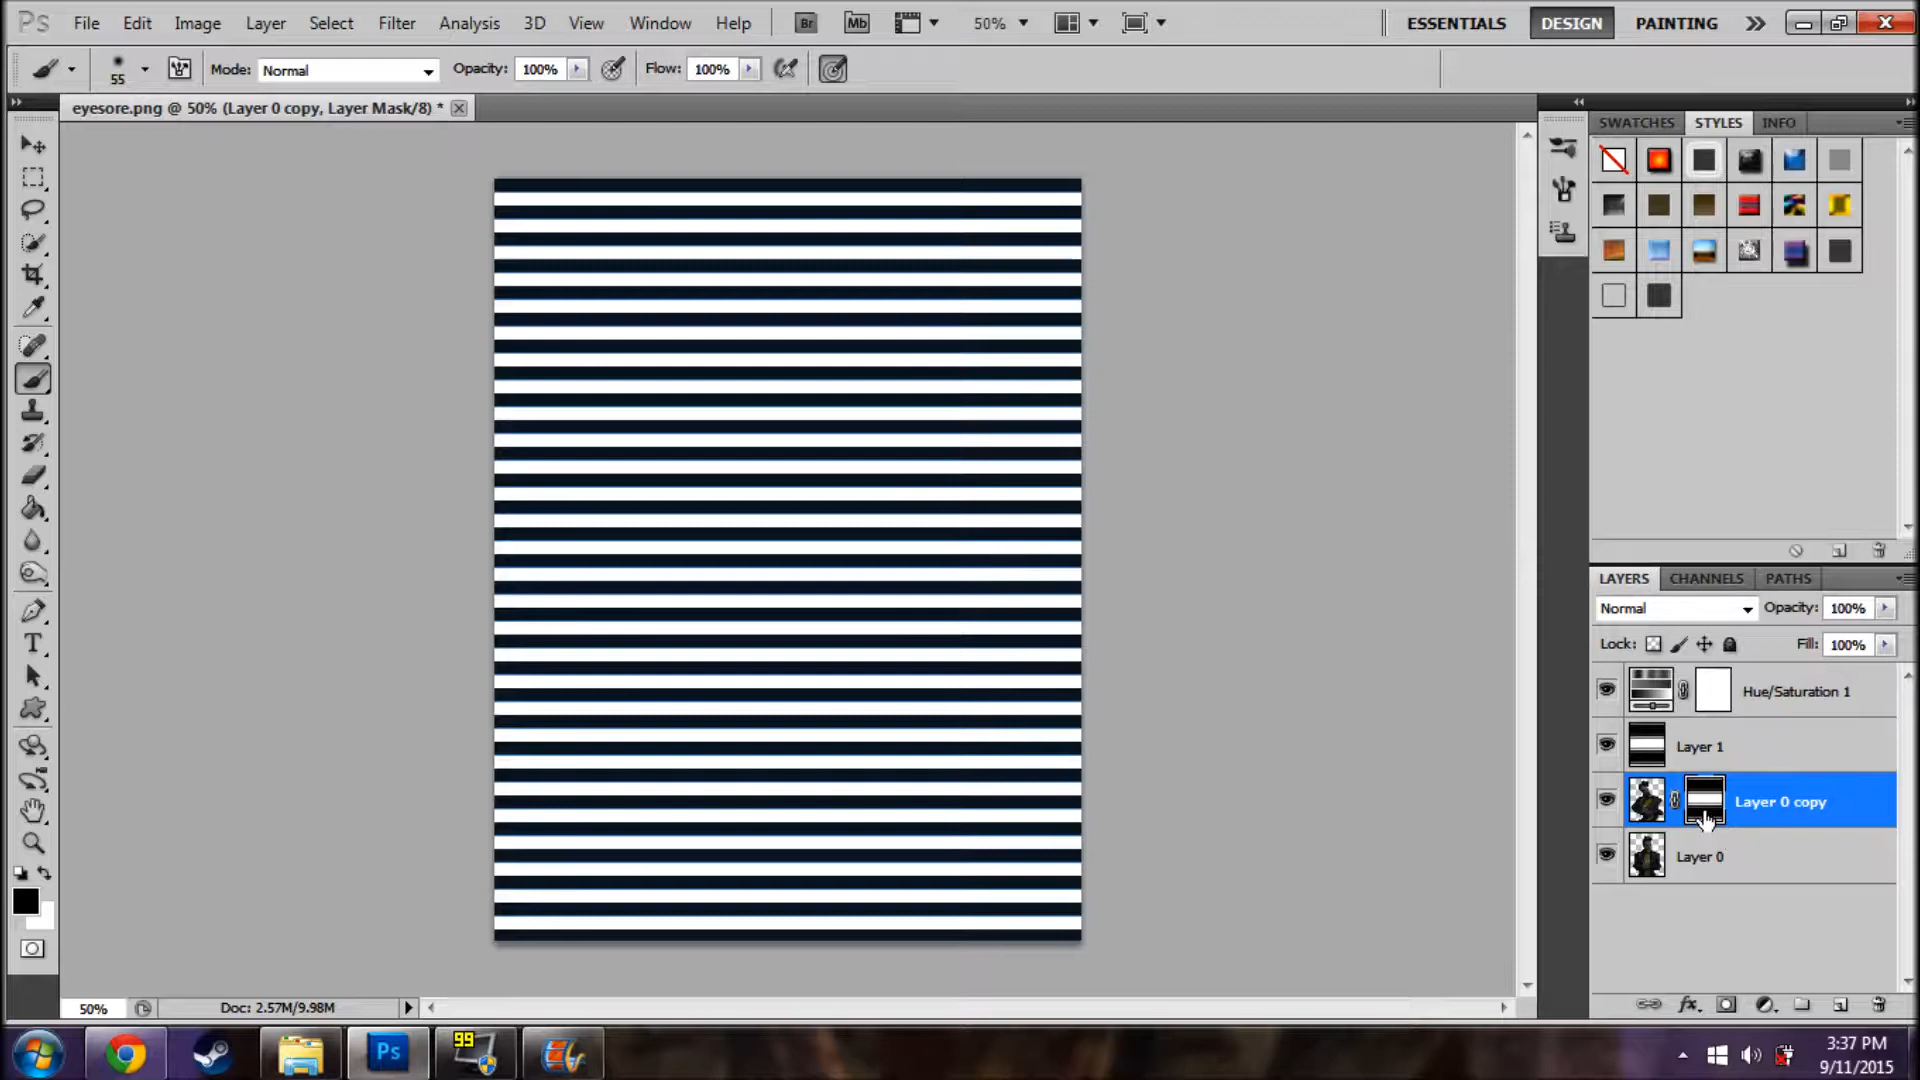 Ps File Edit Image Layer Select Filter Analysis 3D View Window Help Br Mb 50% ESSENTIALS DESIGN PAINTING
55 Mode: Normal Opacity: 100% Flow: 100%
eyesore.png @ 50% (Layer 0 copy, Layer Mask/8) *
SWATCHES STYLES INFO
LAYERS CHANNELS PATHS
Normal Opacity: 100%
Lock: Fill: 100%
Hue/Saturation 1
Layer 1
Layer 0 copy
Layer 0
T
fx
50% Doc: 2.57M/9.98M
Ps 99
3:37 PM
9/11/2015